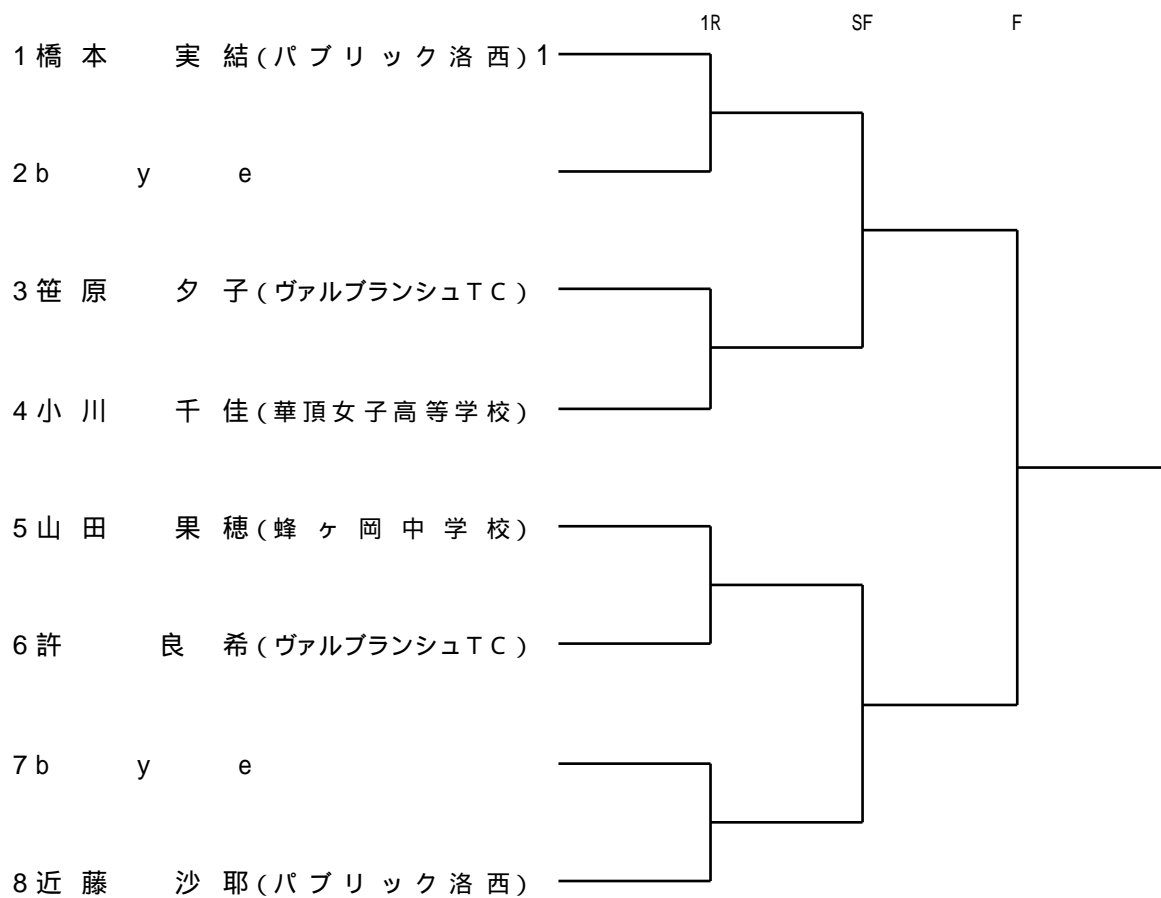 1R SF F
1 橋本 実結 (パブリック洛西) 1
2 bye
3 笹原 夕子 (ヴァルブランシュTC)
4 小川 千佳 (華頂女子高等学校)
5 山田 果穂 (蜂ヶ岡中学校)
6 許 良希 (ヴァルブランシュTC)
7 bye
8 近藤 沙耶 (パブリック洛西)